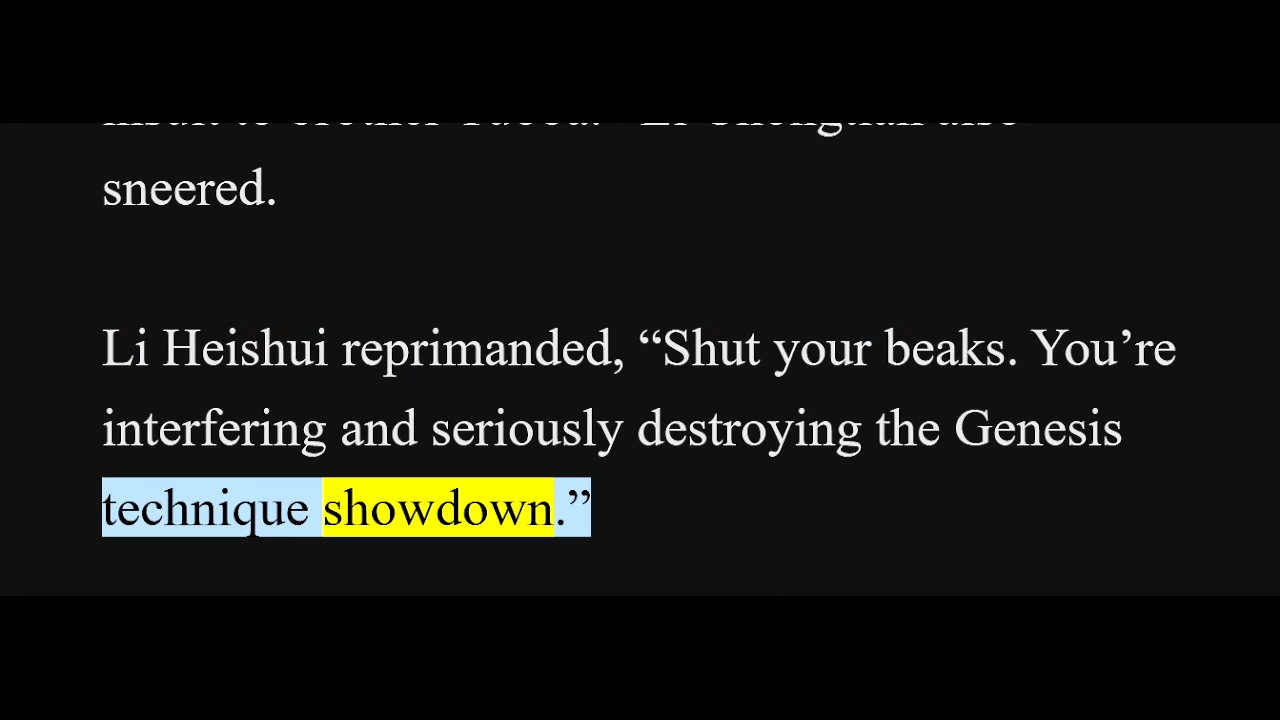 sneered.
Li Heishui reprimanded, “Shut your beaks. You’re
interfering and seriously destroying the Genesis
technique showdown.”